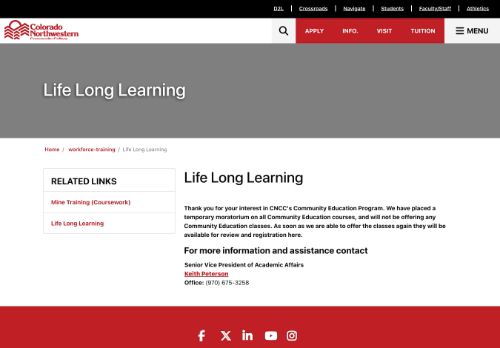 D2L | Crossroads | Navigate | Students | Faculty/Staff | Athletics
Colorado
Northwestern
Community College
APPLY INFO. VISIT TUITION MENU
Life Long Learning
Home / workforce-training / Life Long Learning
RELATED LINKS
Mine Training (Coursework)
Life Long Learning
Life Long Learning
Thank you for your interest in CNCC's Community Education Program. We have placed a
temporary moratorium on all Community Education courses, and will not be offering any
Community Education classes. As soon as we are able to offer the classes again they will be
available for review and registration here.
For more information and assistance contact
Senior Vice President of Academic Affairs
Keith Peterson
Office: (970) 675-3258